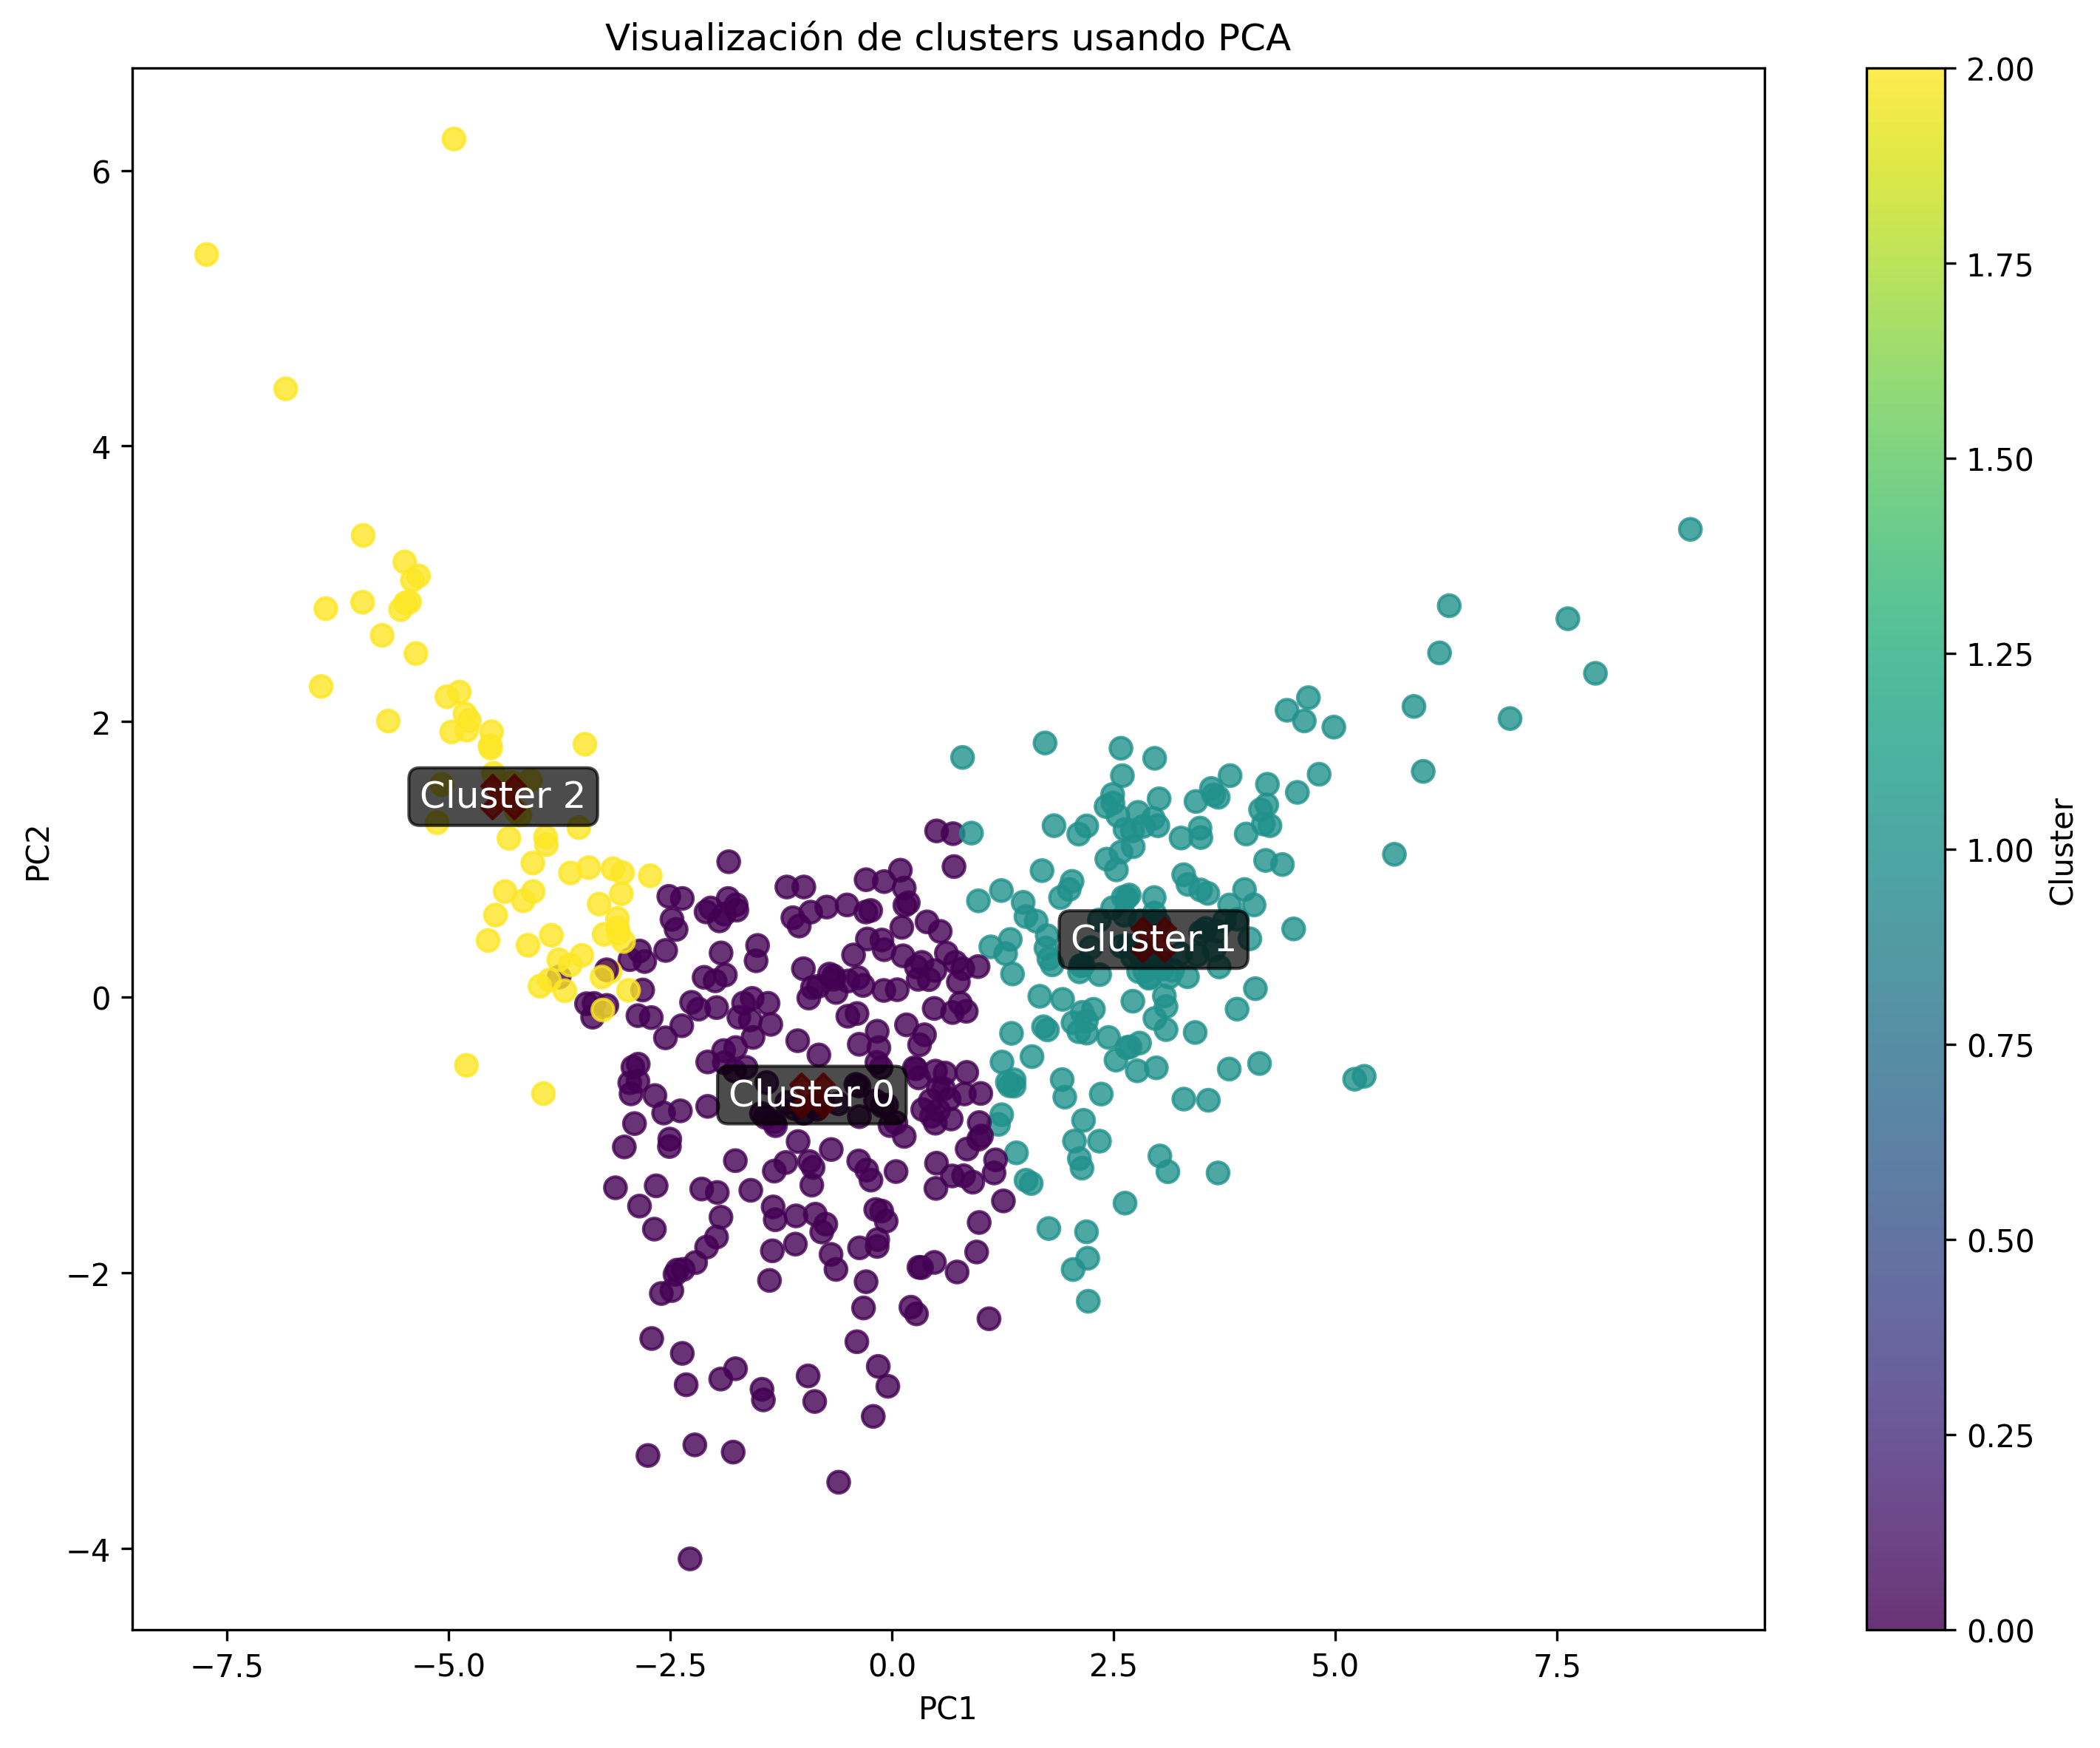 Visualización de clusters usando PCA
6
4
2
0
−2
−4
PC2
Cluster 2
Cluster 1
Cluster 0
−7.5 −5.0 −2.5 0.0 2.5 5.0 7.5
PC1
2.00
1.75
1.50
1.25
1.00
0.75
0.50
0.25
0.00
Cluster